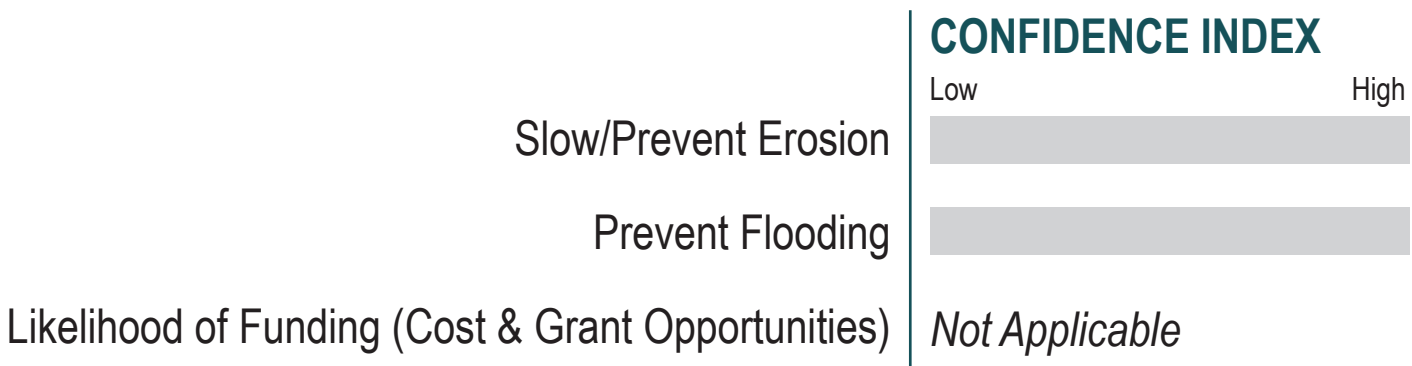 CONFIDENCE INDEX
Low High
Slow/Prevent Erosion
Prevent Flooding
Likelihood of Funding (Cost & Grant Opportunities) Not Applicable